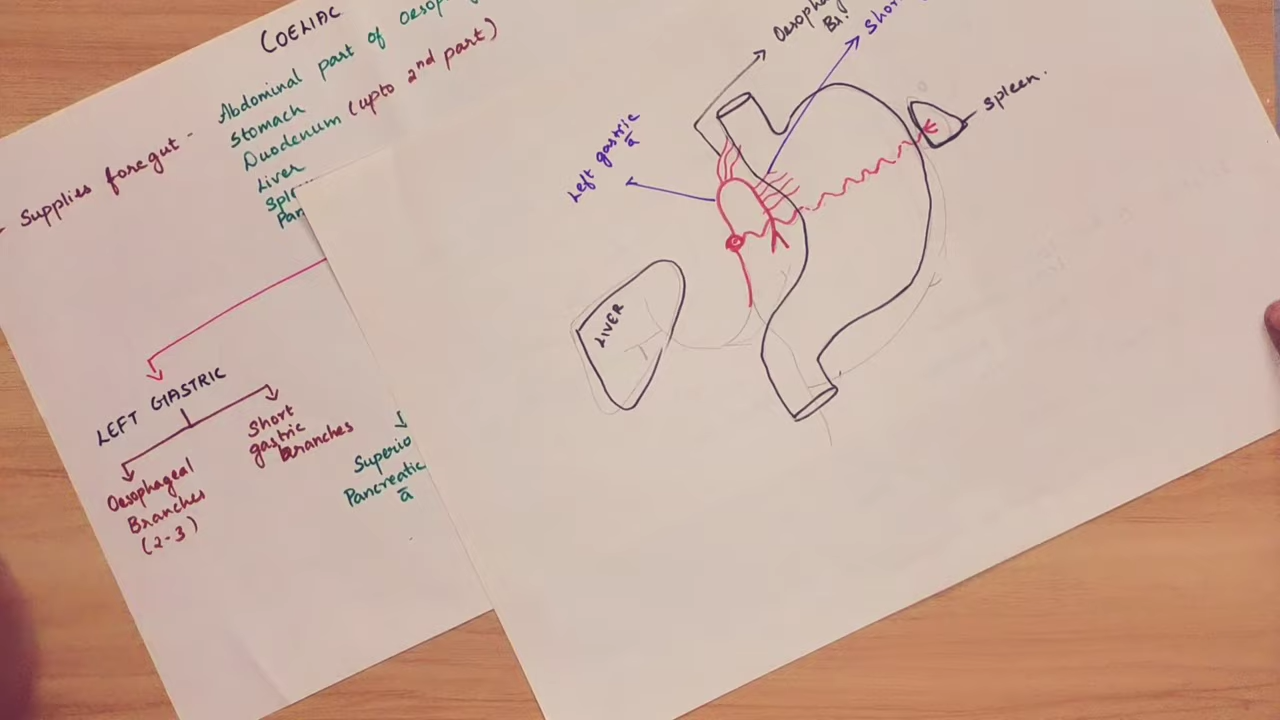 COELIAC
- Supplies foregut -
Abdominal part of
Stomach
Duodenum (upto 2nd part)
Liver
LEFT GASTRIC
Oesophageal
Branches
(2-3)
Short
gastric
Branches
Pancreatic
a
Br.
Left gastric
a
Spleen.
LIVER